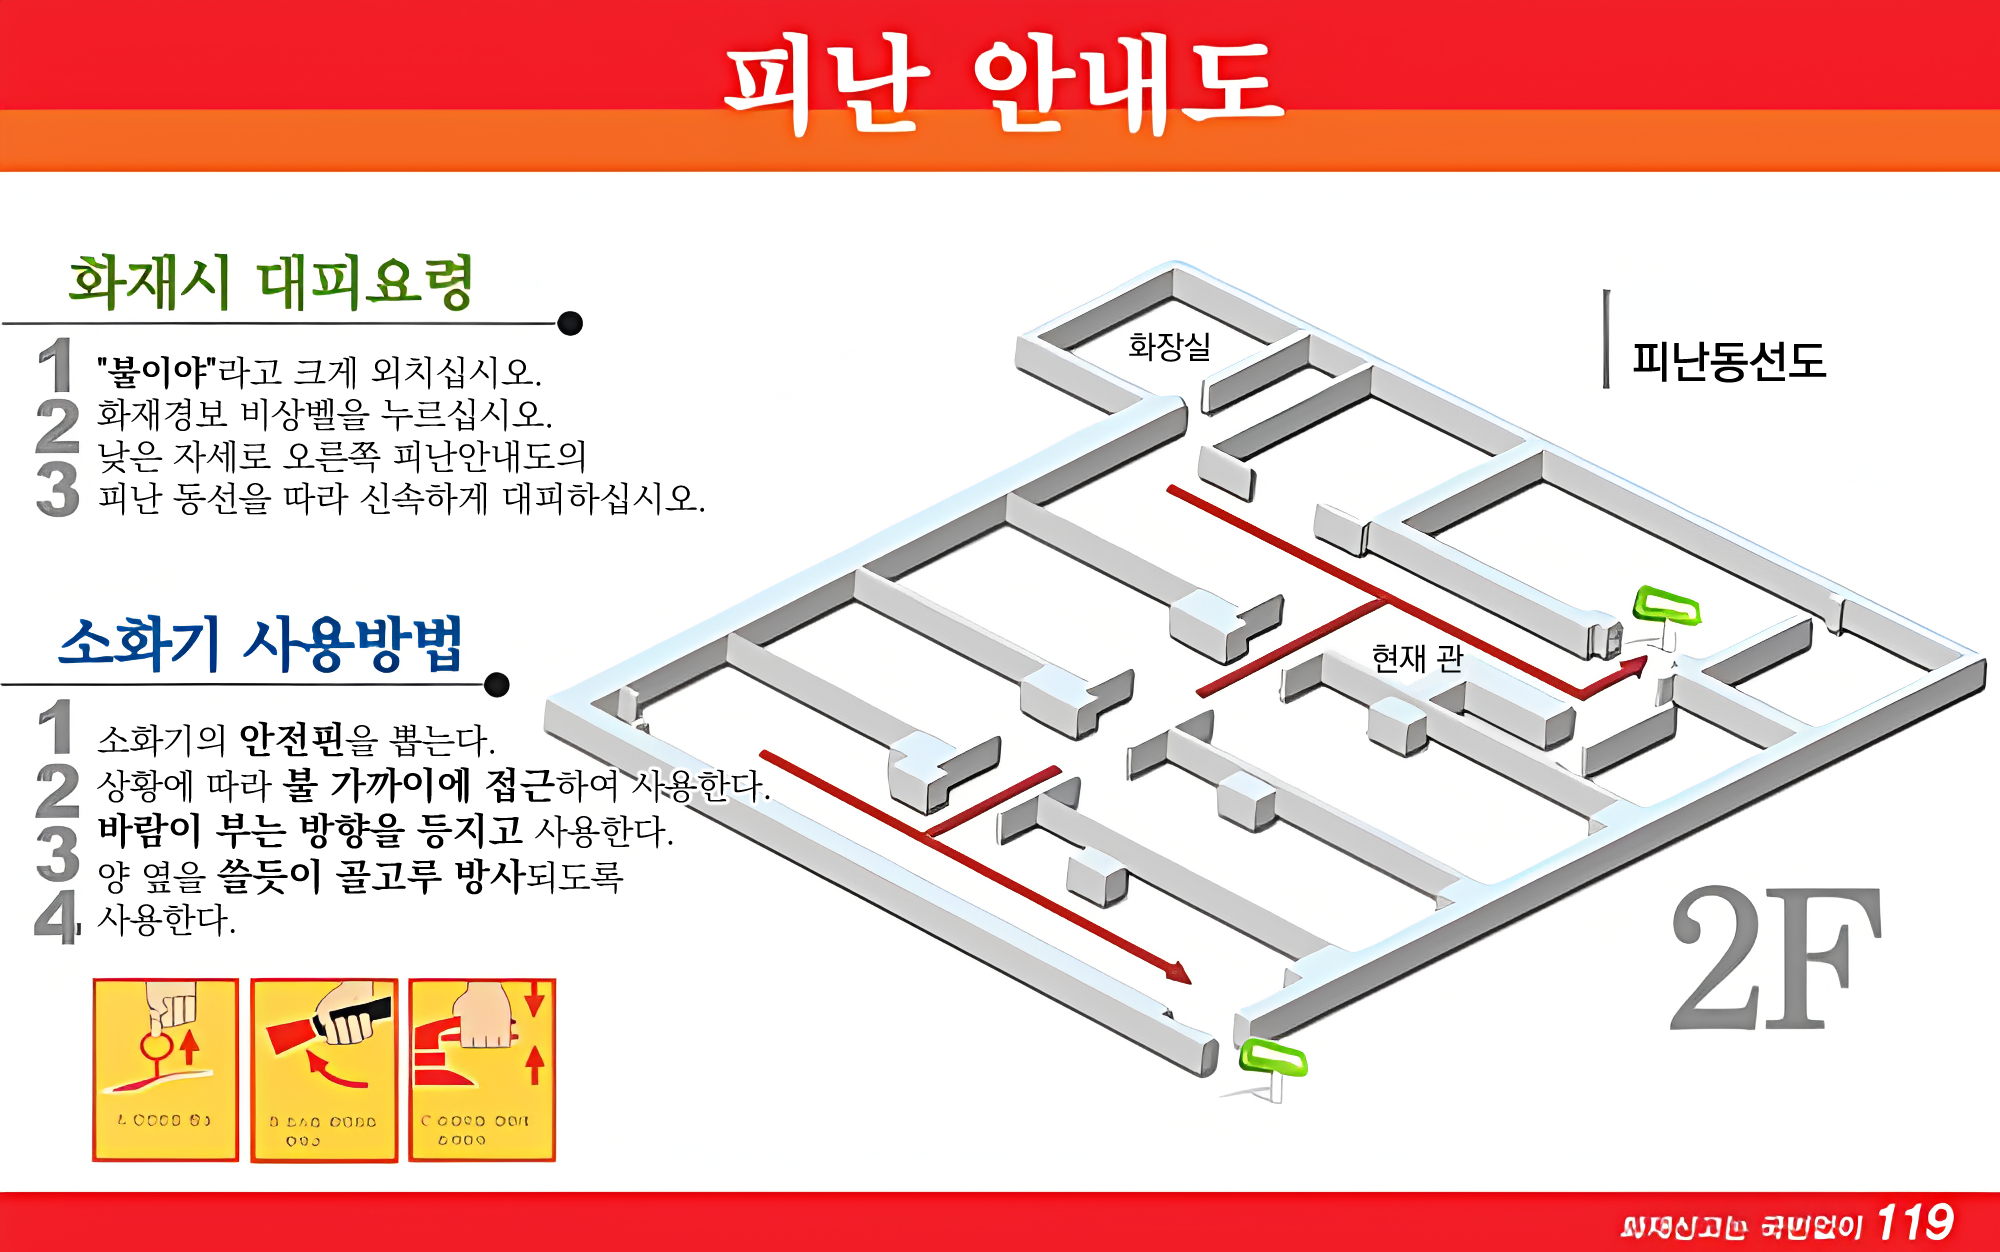 피난 안내도
화재시 대피요령
1 "불이야"라고 크게 외치십시오.
2 화재경보 비상벨을 누르십시오.
3 낮은 자세로 오른쪽 피난안내도의
피난 동선을 따라 신속하게 대피하십시오.
소화기 사용방법
1 소화기의 안전핀을 뽑는다.
2 상황에 따라 불 가까이에 접근하여 사용한다.
3 바람이 부는 방향을 등지고 사용한다.
4 양 옆을 쓸듯이 골고루 방사되도록
사용한다.
화장실
피난동선도
현재 관
2F
119